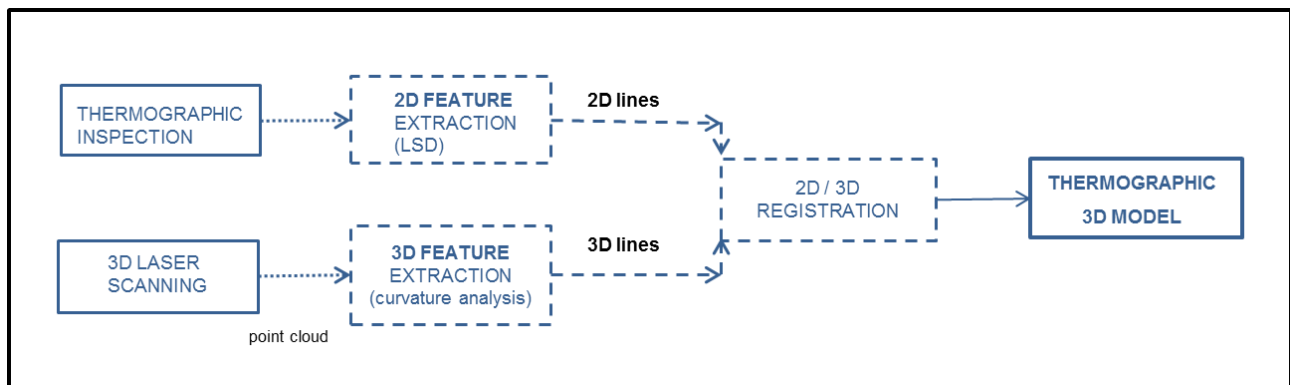 THERMOGRAPHIC
INSPECTION
2D FEATURE
EXTRACTION
(LSD)
2D lines
3D LASER
SCANNING
point cloud
3D FEATURE
EXTRACTION
(curvature analysis)
3D lines
2D / 3D
REGISTRATION
THERMOGRAPHIC
3D MODEL